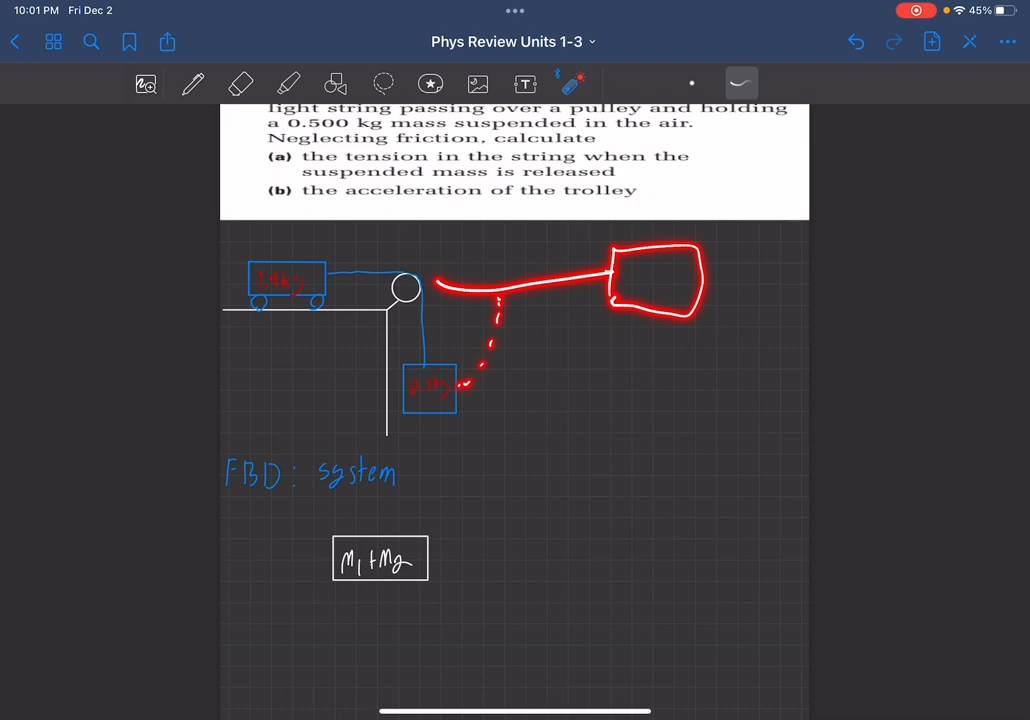 10:01 PM Fri Dec 2
45%
Phys Review Units 1-3
T
light string passing over a pulley and holding
a 0.500 kg mass suspended in the air.
Neglecting friction, calculate
(a) the tension in the string when the
suspended mass is released
(b) the acceleration of the trolley
kg
kg
FBD: system
M₁+M₂